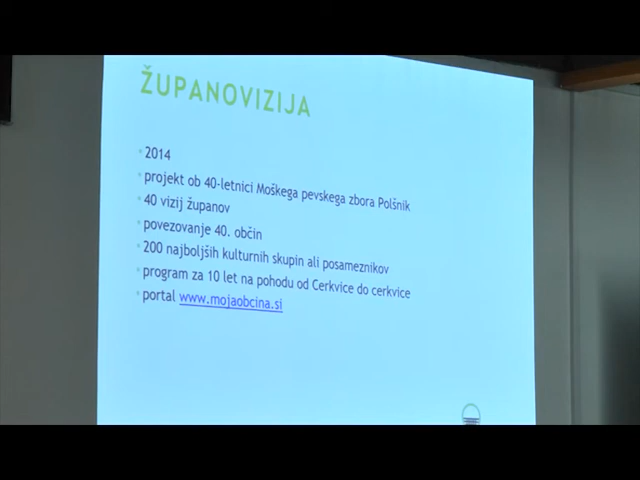 ŽUPANOVIZIJA
2014
projekt ob 40-letnici Moškega pevskega zbora Polšnik
40 vizij županov
povezovanje 40. občin
200 najboljših kulturnih skupin ali posameznikov
program za 10 let na pohodu od Cerkvice do cerkvice
portal www.mojaobcina.si